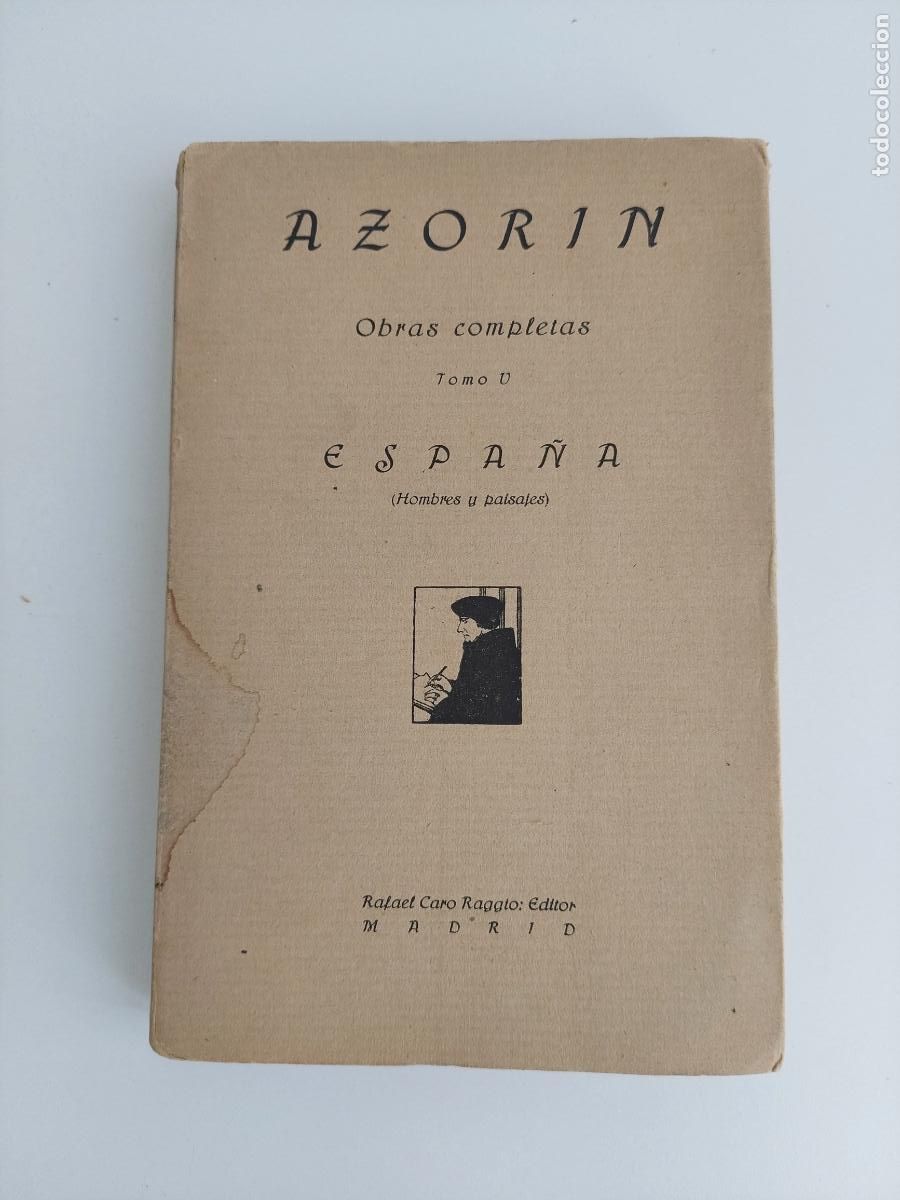 AZORIN
Obras completas
Tomo V
ESPAÑA
(Hombres y paisajes)
Rafael Caro Raggio: Editor
MADRID
todocoleccion